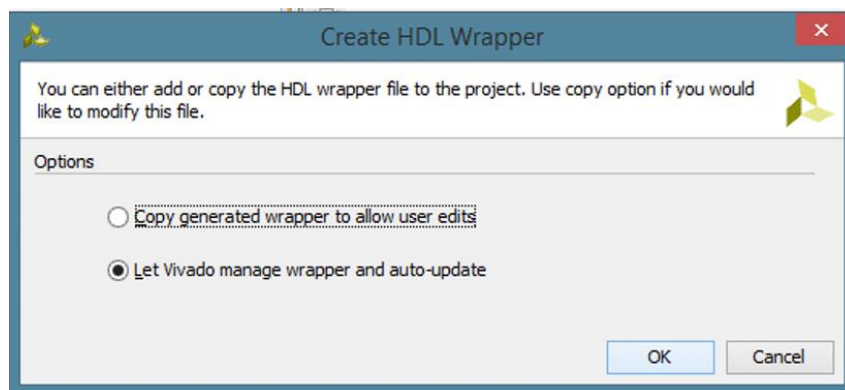 Create HDL Wrapper
You can either add or copy the HDL wrapper file to the project. Use copy option if you would
like to modify this file.
Options
Copy generated wrapper to allow user edits
Let Vivado manage wrapper and auto-update
OK
Cancel